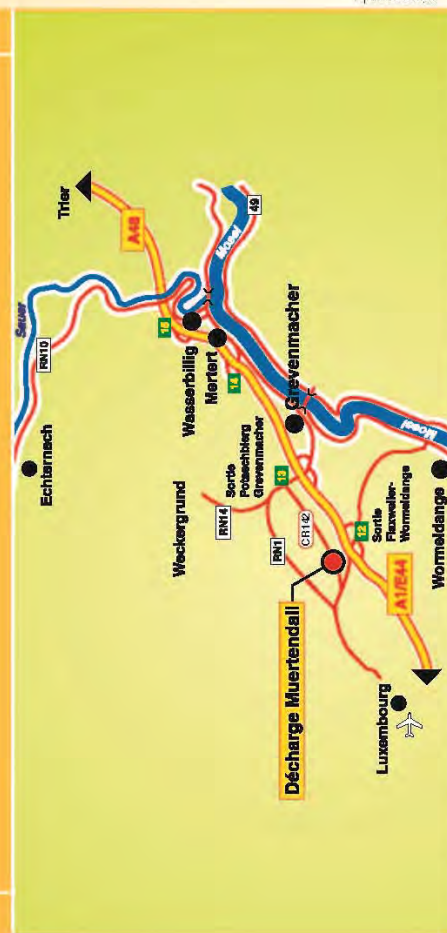 Echternach
RN10
Sauer
Trier
A48
15
Wasserbillig
Mertert
14
Mosel
49
Weckergrund
RN14
Sortie
Potaschbierg
Grevenmacher
13
Grevenmacher
RN1
CR142
12
Sortie
Flaxweiler-
Wormeldange
Mosel
Décharge Muertendall
A1/E44
Luxembourg
Wormeldange